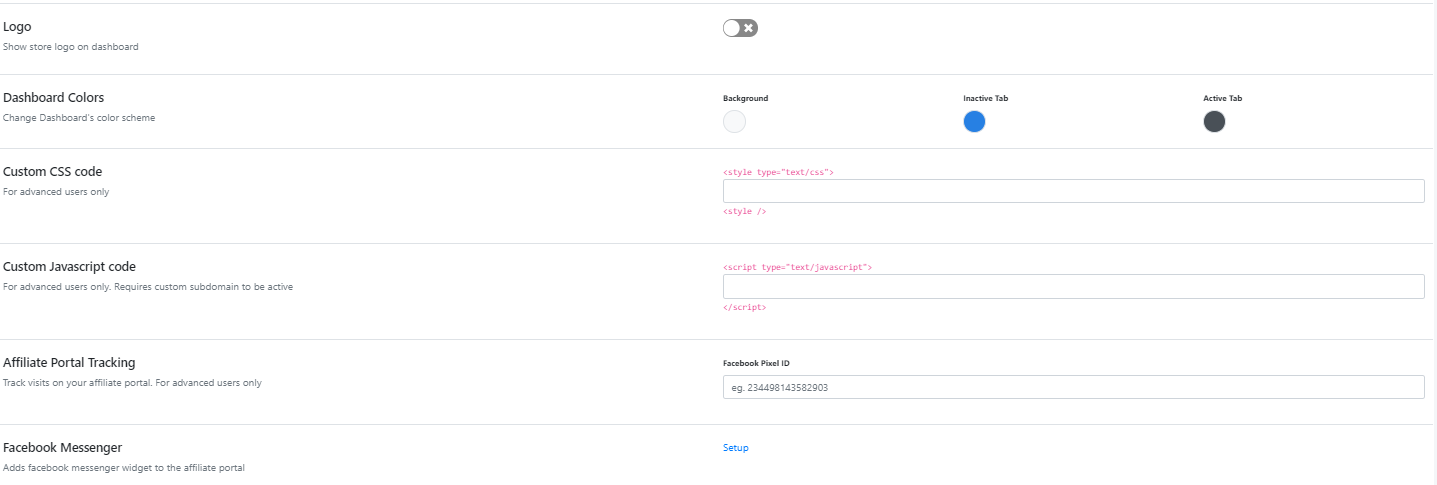 Logo
Show store logo on dashboard
Dashboard Colors
Change Dashboard's color scheme
Background
Inactive Tab
Active Tab
Custom CSS code
For advanced users only
<style type="text/css">
<style />
Custom Javascript code
For advanced users only. Requires custom subdomain to be active
<script type="text/javascript">
</script>
Affiliate Portal Tracking
Track visits on your affiliate portal. For advanced users only
Facebook Pixel ID
eg. 234498143582903
Facebook Messenger
Adds facebook messenger widget to the affiliate portal
Setup